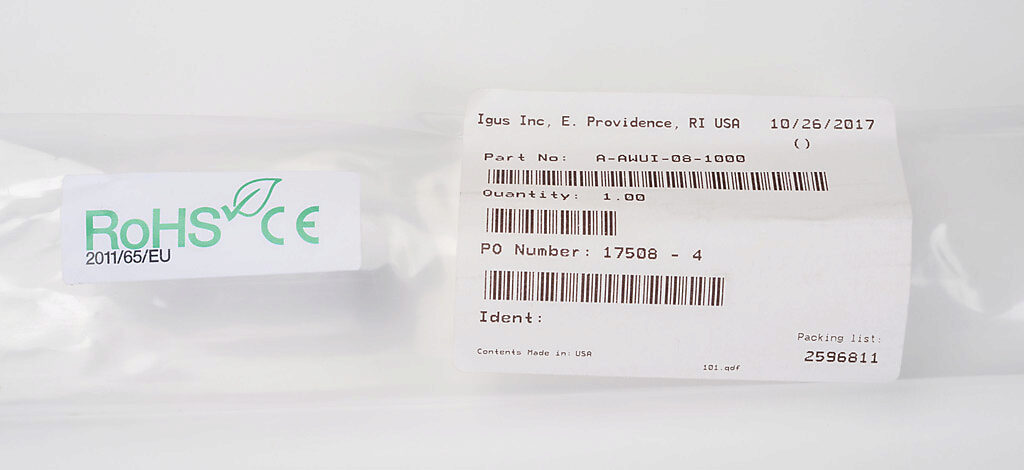 RoHS CE
2011/65/EU
Igus Inc, E. Providence, RI USA 10/26/2017
()
Part No: A-AWUI-08-1000
Quantity: 1.00
PO Number: 17508 - 4
Ident:
Packing list:
2596811
Contents Made in: USA
101.qdf